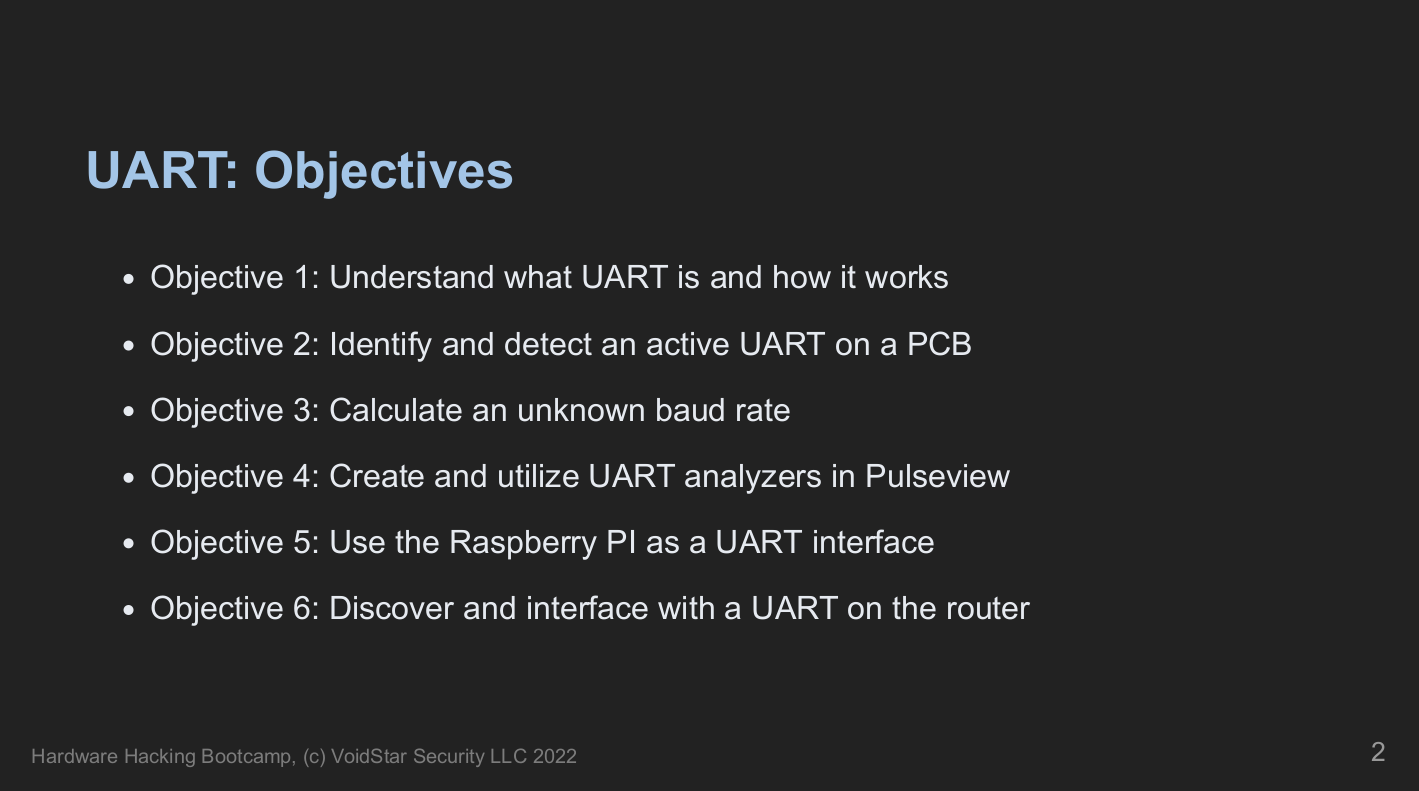 UART: Objectives
• Objective 1: Understand what UART is and how it works
• Objective 2: Identify and detect an active UART on a PCB
• Objective 3: Calculate an unknown baud rate
• Objective 4: Create and utilize UART analyzers in Pulseview
• Objective 5: Use the Raspberry PI as a UART interface
• Objective 6: Discover and interface with a UART on the router
Hardware Hacking Bootcamp, (c) VoidStar Security LLC 2022
2